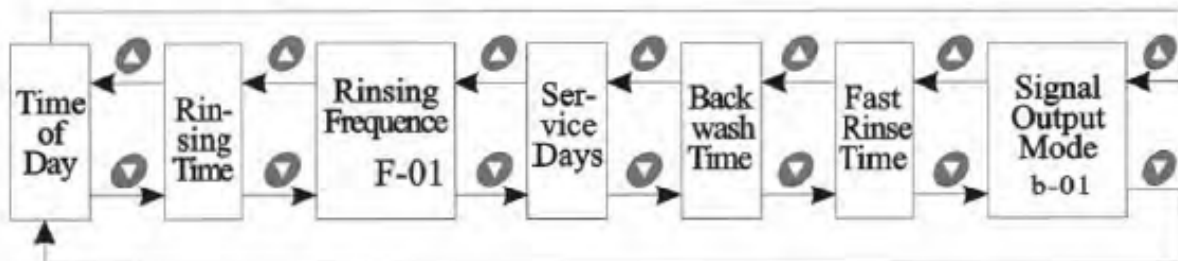 Time
of
Day
Rin-
sing
Time
Rinsing
Frequence
F-01
Ser-
vice
Days
Back
wash
Time
Fast
Rinse
Time
Signal
Output
Mode
b-01